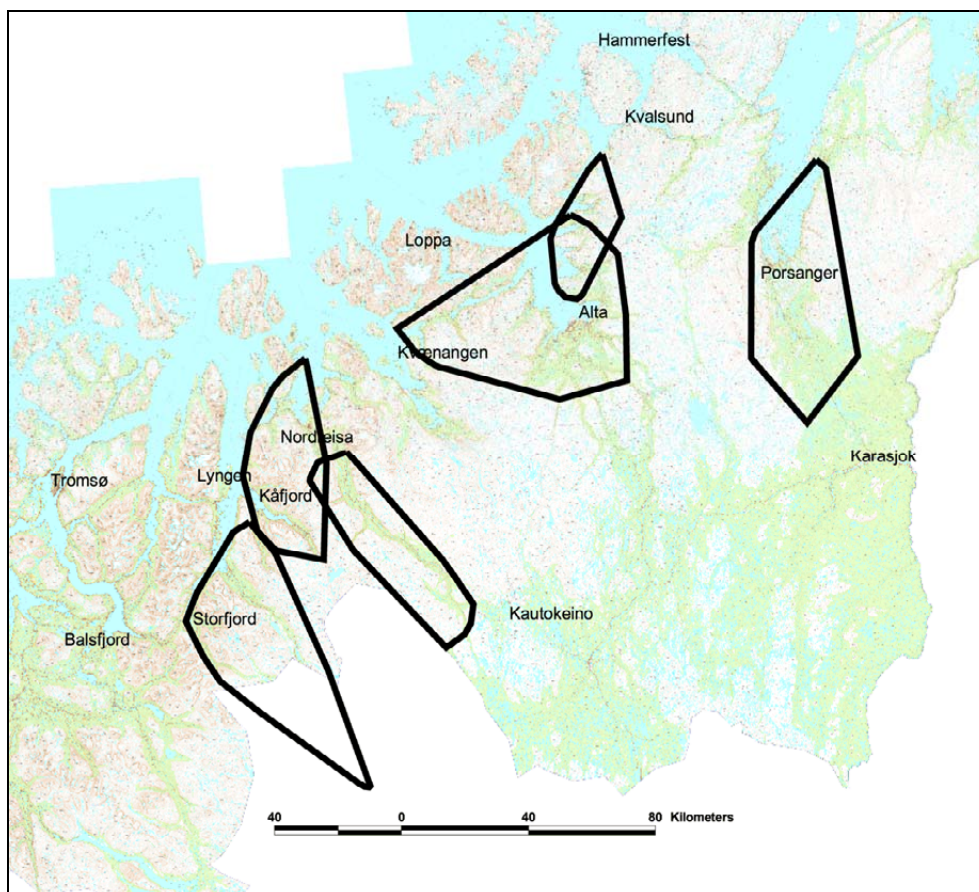 Hammerfest
Kvalsund
Loppa
Porsanger
Alta
Kvænangen
Nordreisa
Karasjok
Lyngen
Tromsø
Kåfjord
Kautokeino
Storfjord
Balsfjord
40 0 40 80 Kilometers